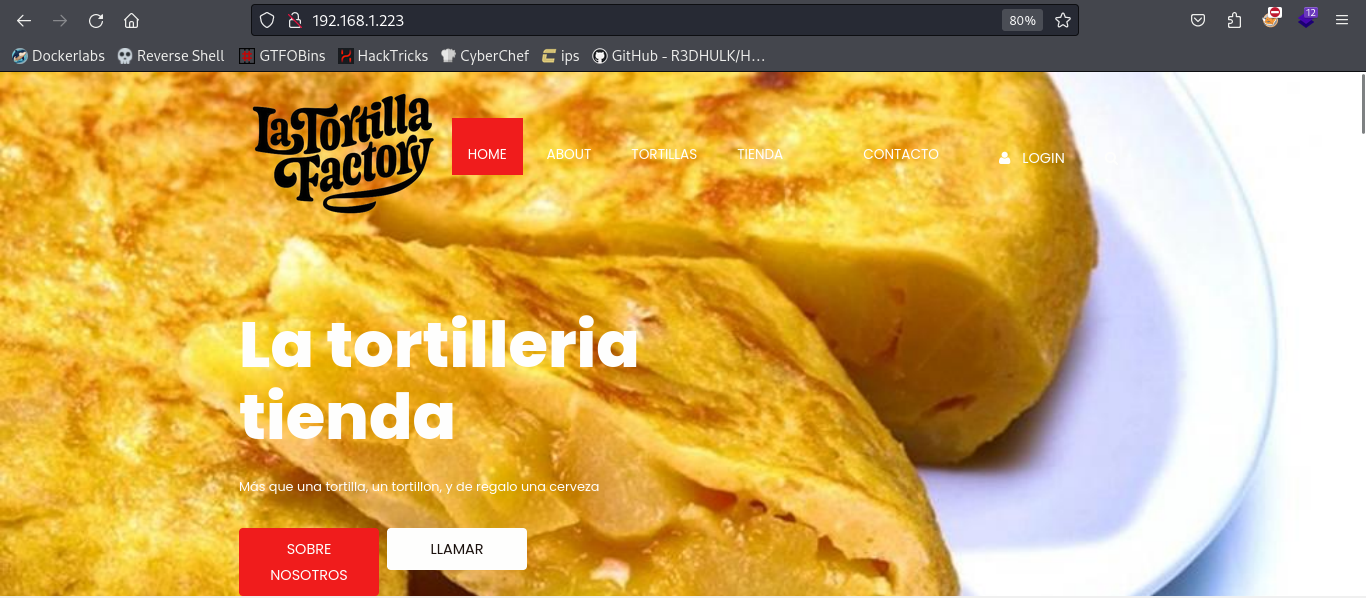 192.168.1.223
80%
12
Dockerlabs
Reverse Shell
GTFOBins
HackTricks
CyberChef
ips
GitHub - R3DHULK/H…
La Tortilla
Factory
HOME
ABOUT
TORTILLAS
TIENDA
CONTACTO
LOGIN
La tortilleria
tienda
Más que una tortilla, un tortillon, y de regalo una cerveza
SOBRE
NOSOTROS
LLAMAR